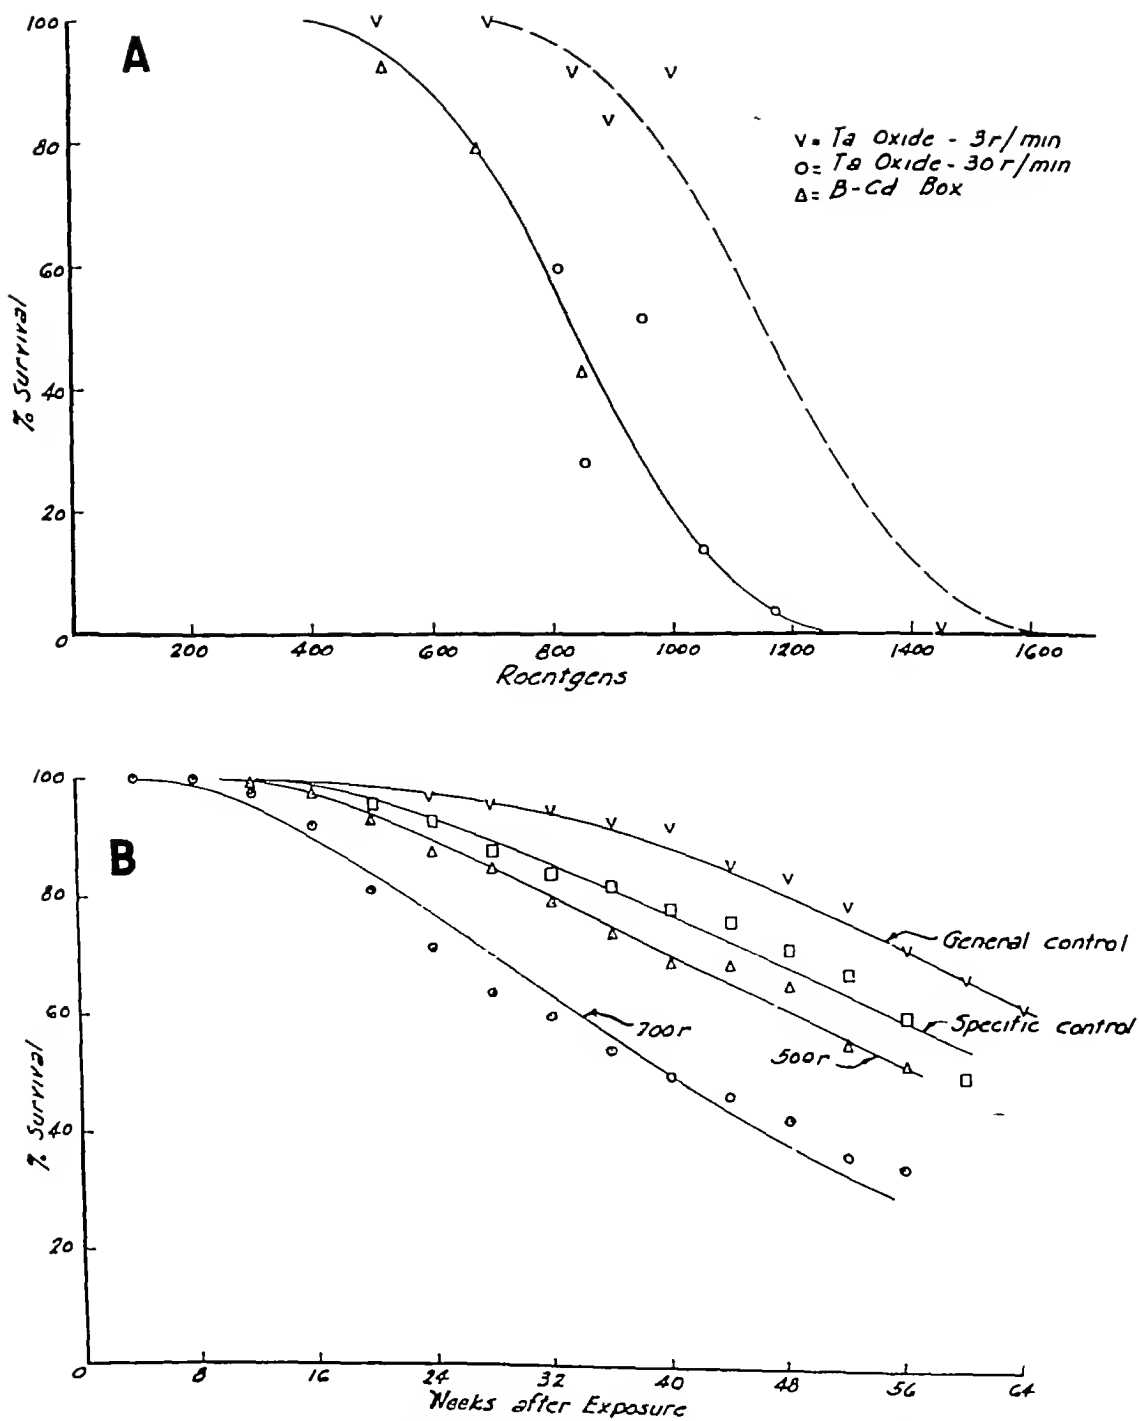 A
100
80
60
40
20
0
% Survival
200 400 600 800 1000 1200 1400 1600
Roentgens
v = Ta Oxide - 3r/min
o = Ta Oxide - 30 r/min
Δ = B-Cd Box
B
100
80
60
40
20
0
% Survival
General control
Specific control
700r
500r
8 16 24 32 40 48 56 64
Weeks after Exposure